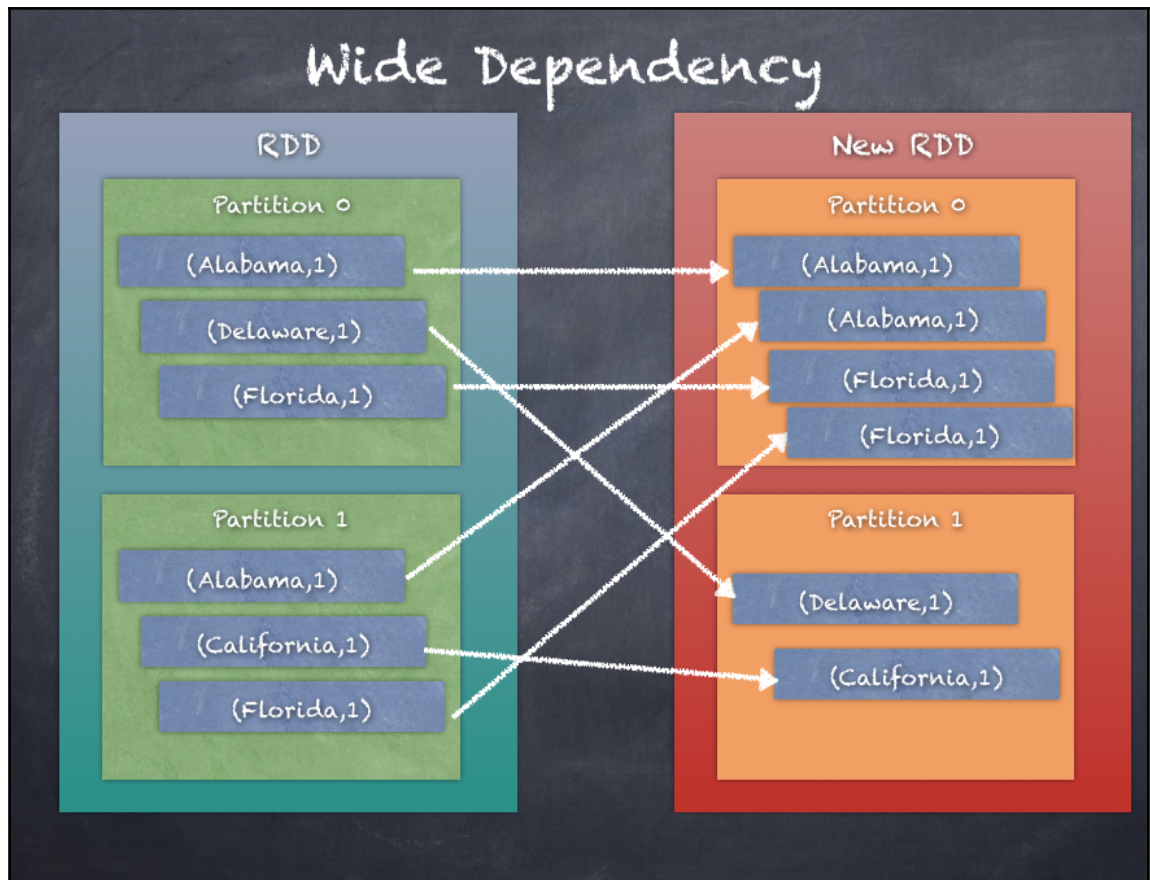 Wide Dependency
RDD
Partition 0
(Alabama,1)
(Delaware,1)
(Florida,1)
Partition 1
(Alabama,1)
(California,1)
(Florida,1)
New RDD
Partition 0
(Alabama,1)
(Alabama,1)
(Florida,1)
(Florida,1)
Partition 1
(Delaware,1)
(California,1)